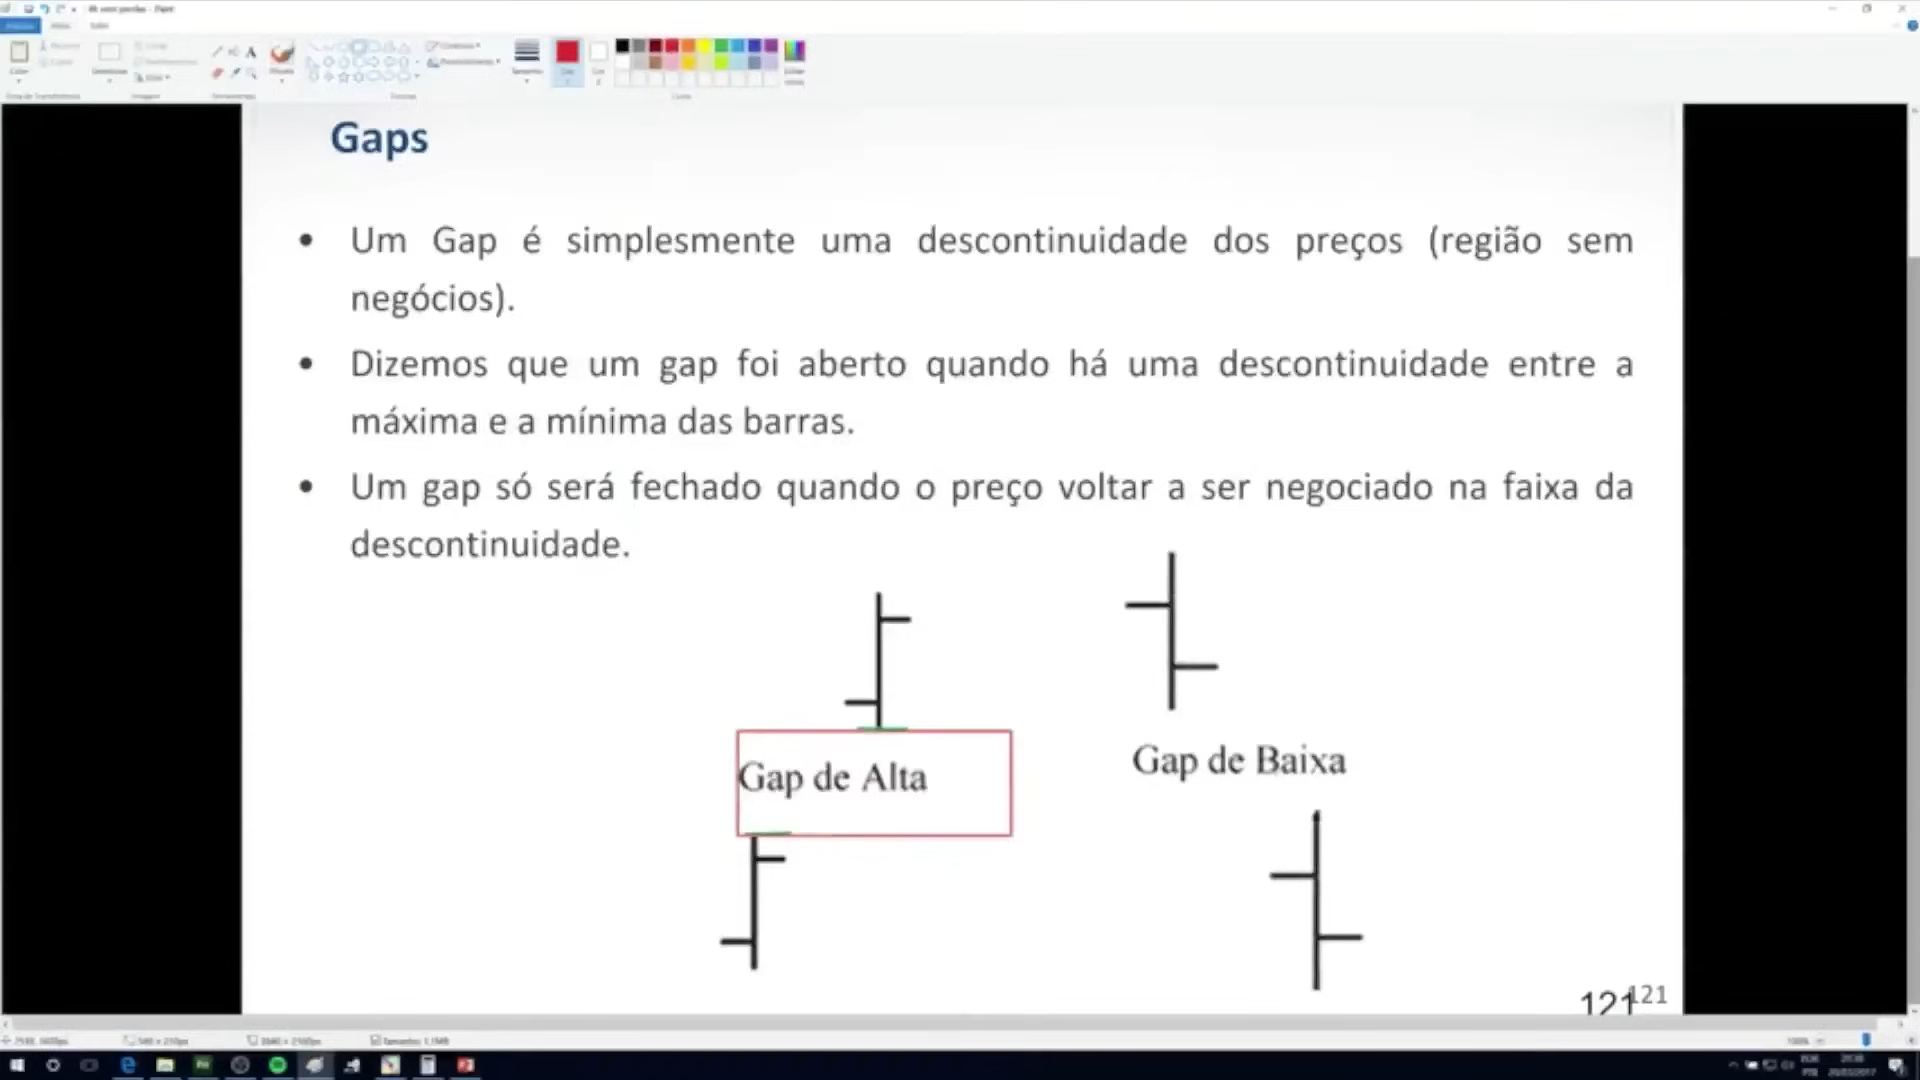 Gaps
• Um Gap é simplesmente uma descontinuidade dos preços (região sem
negócios).
• Dizemos que um gap foi aberto quando há uma descontinuidade entre a
máxima e a mínima das barras.
• Um gap só será fechado quando o preço voltar a ser negociado na faixa da
descontinuidade.
Gap de Alta
Gap de Baixa
121
121